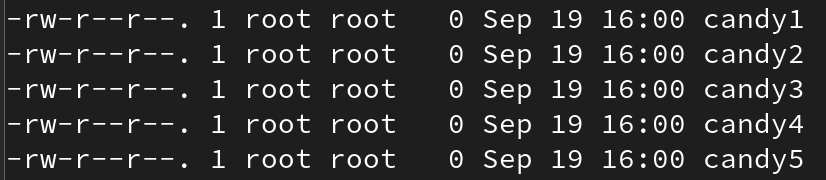 -rw-r--r--. 1 root root   0 Sep 19 16:00 candy1
-rw-r--r--. 1 root root   0 Sep 19 16:00 candy2
-rw-r--r--. 1 root root   0 Sep 19 16:00 candy3
-rw-r--r--. 1 root root   0 Sep 19 16:00 candy4
-rw-r--r--. 1 root root   0 Sep 19 16:00 candy5